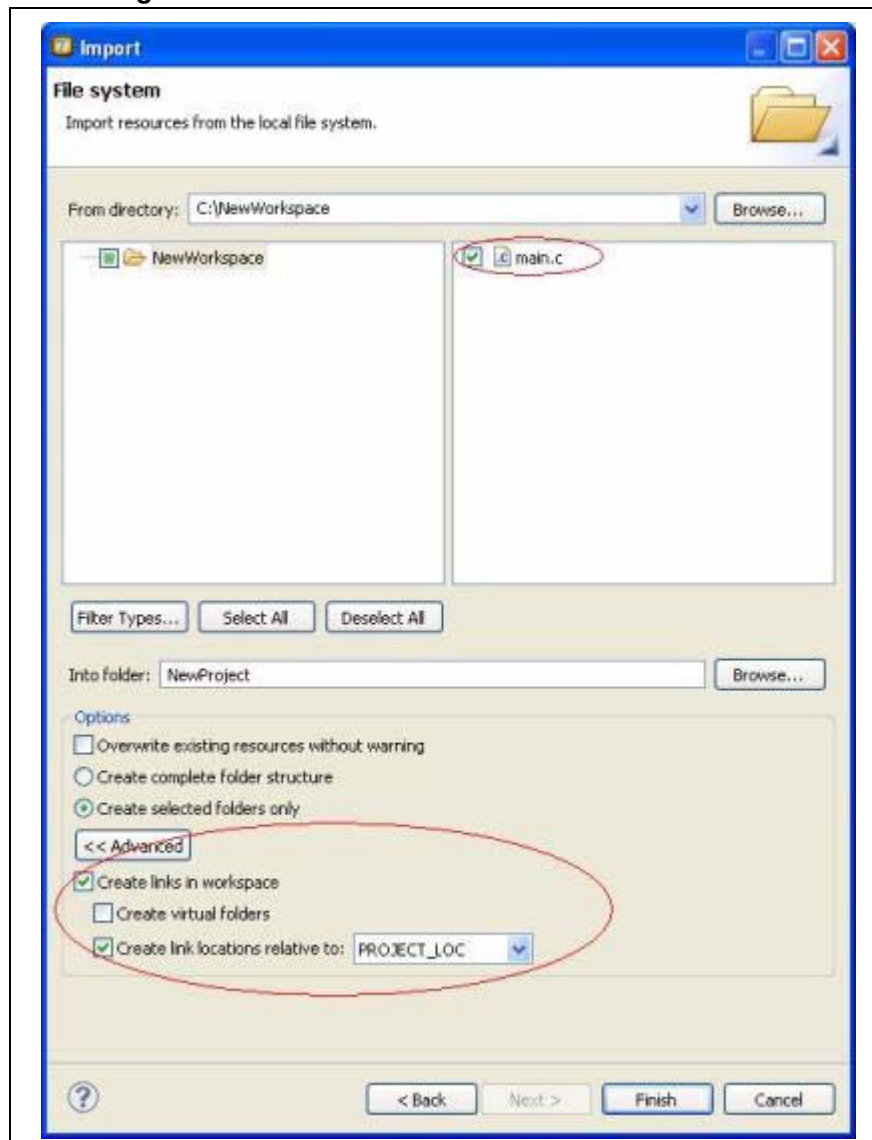 Import
File system
Import resources from the local file system.
From directory: C:\NewWorkspace Browse...
NewWorkspace
main.c
Filter Types... Select All Deselect All
Into folder: NewProject Browse...
Options
Overwrite existing resources without warning
Create complete folder structure
Create selected folders only
<< Advanced
Create links in workspace
Create virtual folders
Create link locations relative to: PROJECT_LOC
? < Back Next > Finish Cancel